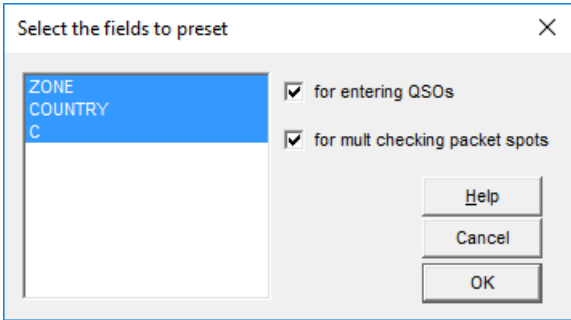 Select the fields to preset
ZONE
COUNTRY
C
for entering QSOs
for mult checking packet spots
Help
Cancel
OK